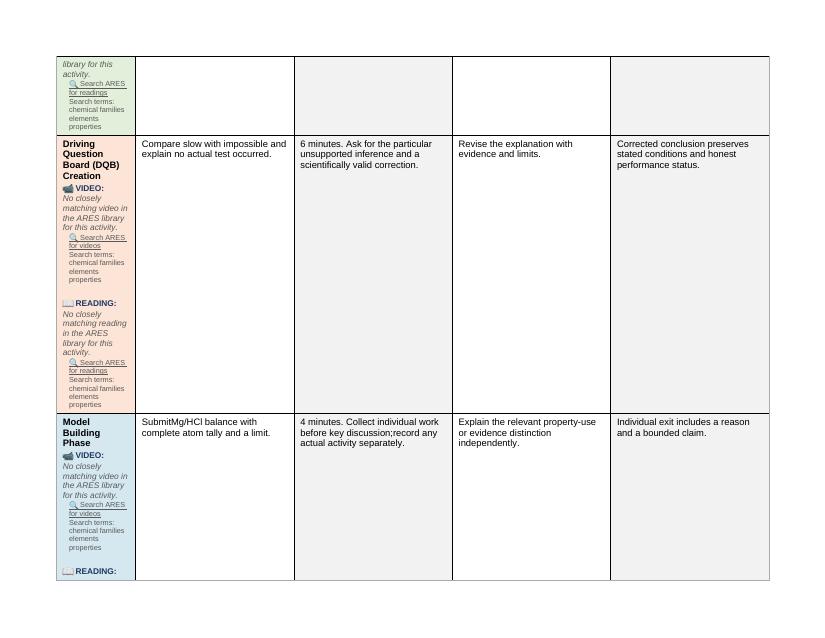 library for this
activity.
🔍 Search ARES
for readings
Search terms:
chemical families
elements
properties
Driving
Question
Board (DQB)
Creation
📹 VIDEO:
No closely
matching video in
the ARES library
for this activity.
🔍 Search ARES
for videos
Search terms:
chemical families
elements
properties
📖 READING:
No closely
matching reading
in the ARES
library for this
activity.
🔍 Search ARES
for readings
Search terms:
chemical families
elements
properties
Compare slow with impossible and
explain no actual test occurred.
6 minutes. Ask for the particular
unsupported inference and a
scientifically valid correction.
Revise the explanation with
evidence and limits.
Corrected conclusion preserves
stated conditions and honest
performance status.
Model
Building
Phase
📹 VIDEO:
No closely
matching video in
the ARES library
for this activity.
🔍 Search ARES
for videos
Search terms:
chemical families
elements
properties
📖 READING:
SubmitMg/HCl balance with
complete atom tally and a limit.
4 minutes. Collect individual work
before key discussion;record any
actual activity separately.
Explain the relevant property-use
or evidence distinction
independently.
Individual exit includes a reason
and a bounded claim.